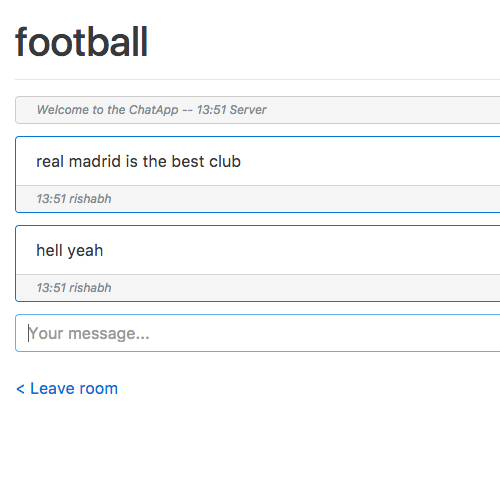 football
Welcome to the ChatApp -- 13:51 Server
real madrid is the best club
13:51 rishabh
hell yeah
13:51 rishabh
Your message...
< Leave room